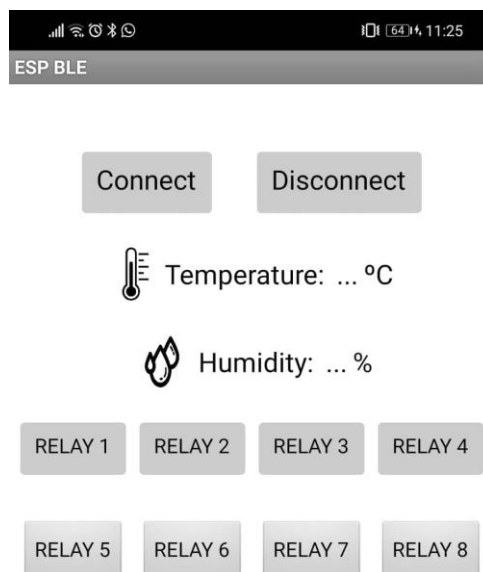 64 11:25
ESP BLE
Connect Disconnect
Temperature: ... ºC
Humidity: ... %
RELAY 1 RELAY 2 RELAY 3 RELAY 4
RELAY 5 RELAY 6 RELAY 7 RELAY 8